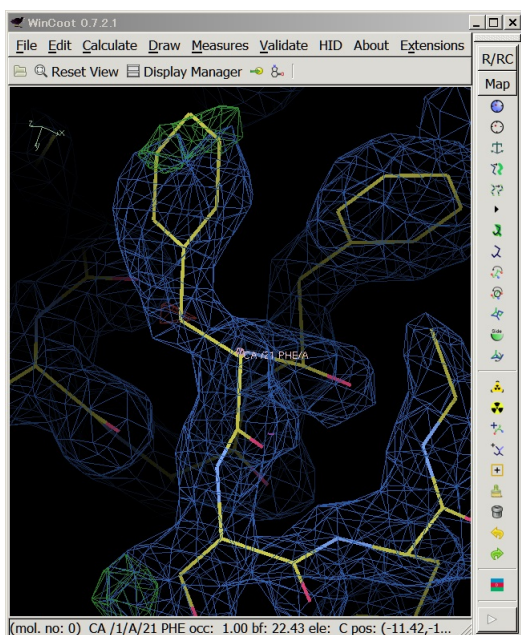 WinCoot 0.7.2.1
File Edit Calculate Draw Measures Validate HID About Extensions
R/RC
Reset View Display Manager
Map
z x
y
CA /21 PHE/A
Side
(mol. no: 0) CA /1/A/21 PHE occ: 1.00 bf: 22.43 ele: C pos: (-11.42,-1...